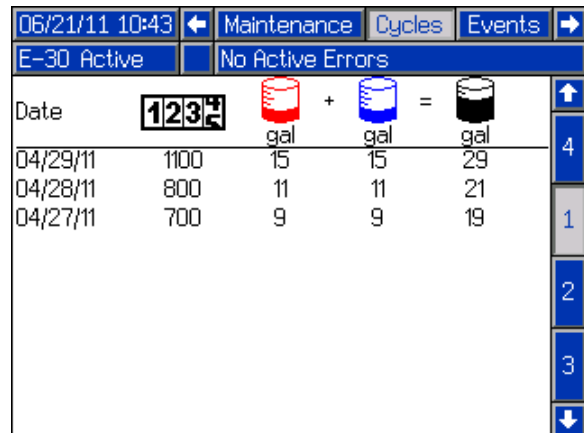 06/21/11 10:43 Maintenance Cycles Events
E-30 Active No Active Errors
Date 1234 + =
5
gal gal gal
4
04/29/11 1100 15 15 29
04/28/11 800 11 11 21
04/27/11 700 9 9 19
1
2
3